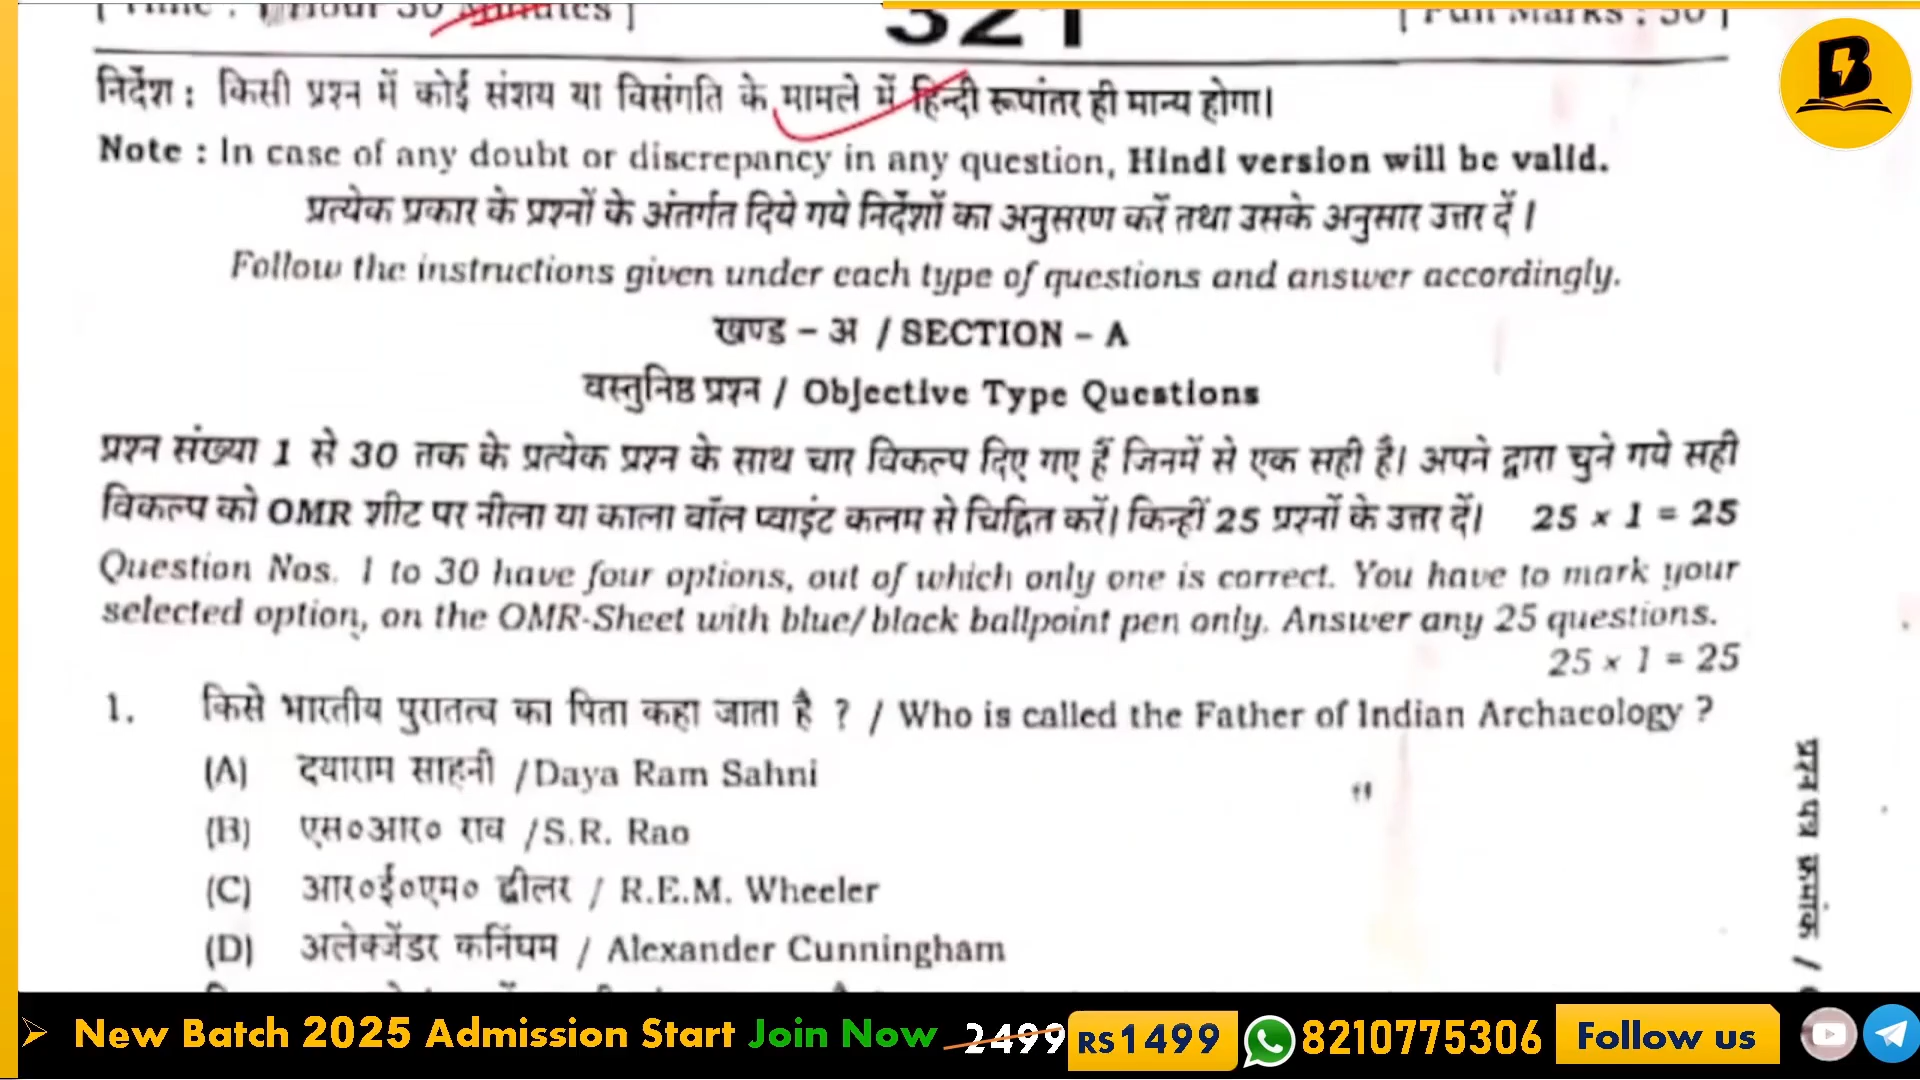 321
निर्देश : किसी प्रश्न में कोई संशय या विसंगति के मामले में हिन्दी रूपांतर ही मान्य होगा।
Note : In case of any doubt or discrepancy in any question, Hindi version will be valid.
प्रत्येक प्रकार के प्रश्नों के अंतर्गत दिये गये निर्देशों का अनुसरण करें तथा उसके अनुसार उत्तर दें।
Follow the instructions given under each type of questions and answer accordingly.
खण्ड – अ / SECTION – A
वस्तुनिष्ठ प्रश्न / Objective Type Questions
प्रश्न संख्या 1 से 30 तक के प्रत्येक प्रश्न के साथ चार विकल्प दिए गए हैं जिनमें से एक सही है। अपने द्वारा चुने गये सही
विकल्प को OMR शीट पर नीला या काला बॉल प्वाइंट कलम से चिह्नित करें। किन्हीं 25 प्रश्नों के उत्तर दें। 25 × 1 = 25
Question Nos. 1 to 30 have four options, out of which only one is correct. You have to mark your
selected option, on the OMR-Sheet with blue/black ballpoint pen only. Answer any 25 questions.
25 × 1 = 25
1. किसे भारतीय पुरातत्व का पिता कहा जाता है ? / Who is called the Father of Indian Archaeology ?
(A) दयाराम साहनी /Daya Ram Sahni
(B) एस०आर० राव /S.R. Rao
(C) आर०ई०एम० ह्वीलर / R.E.M. Wheeler
(D) अलेक्जेंडर कनिंघम / Alexander Cunningham
प्रश्न पत्र क्रमांक /
New Batch 2025 Admission Start Join Now 2499 RS1499 8210775306 Follow us